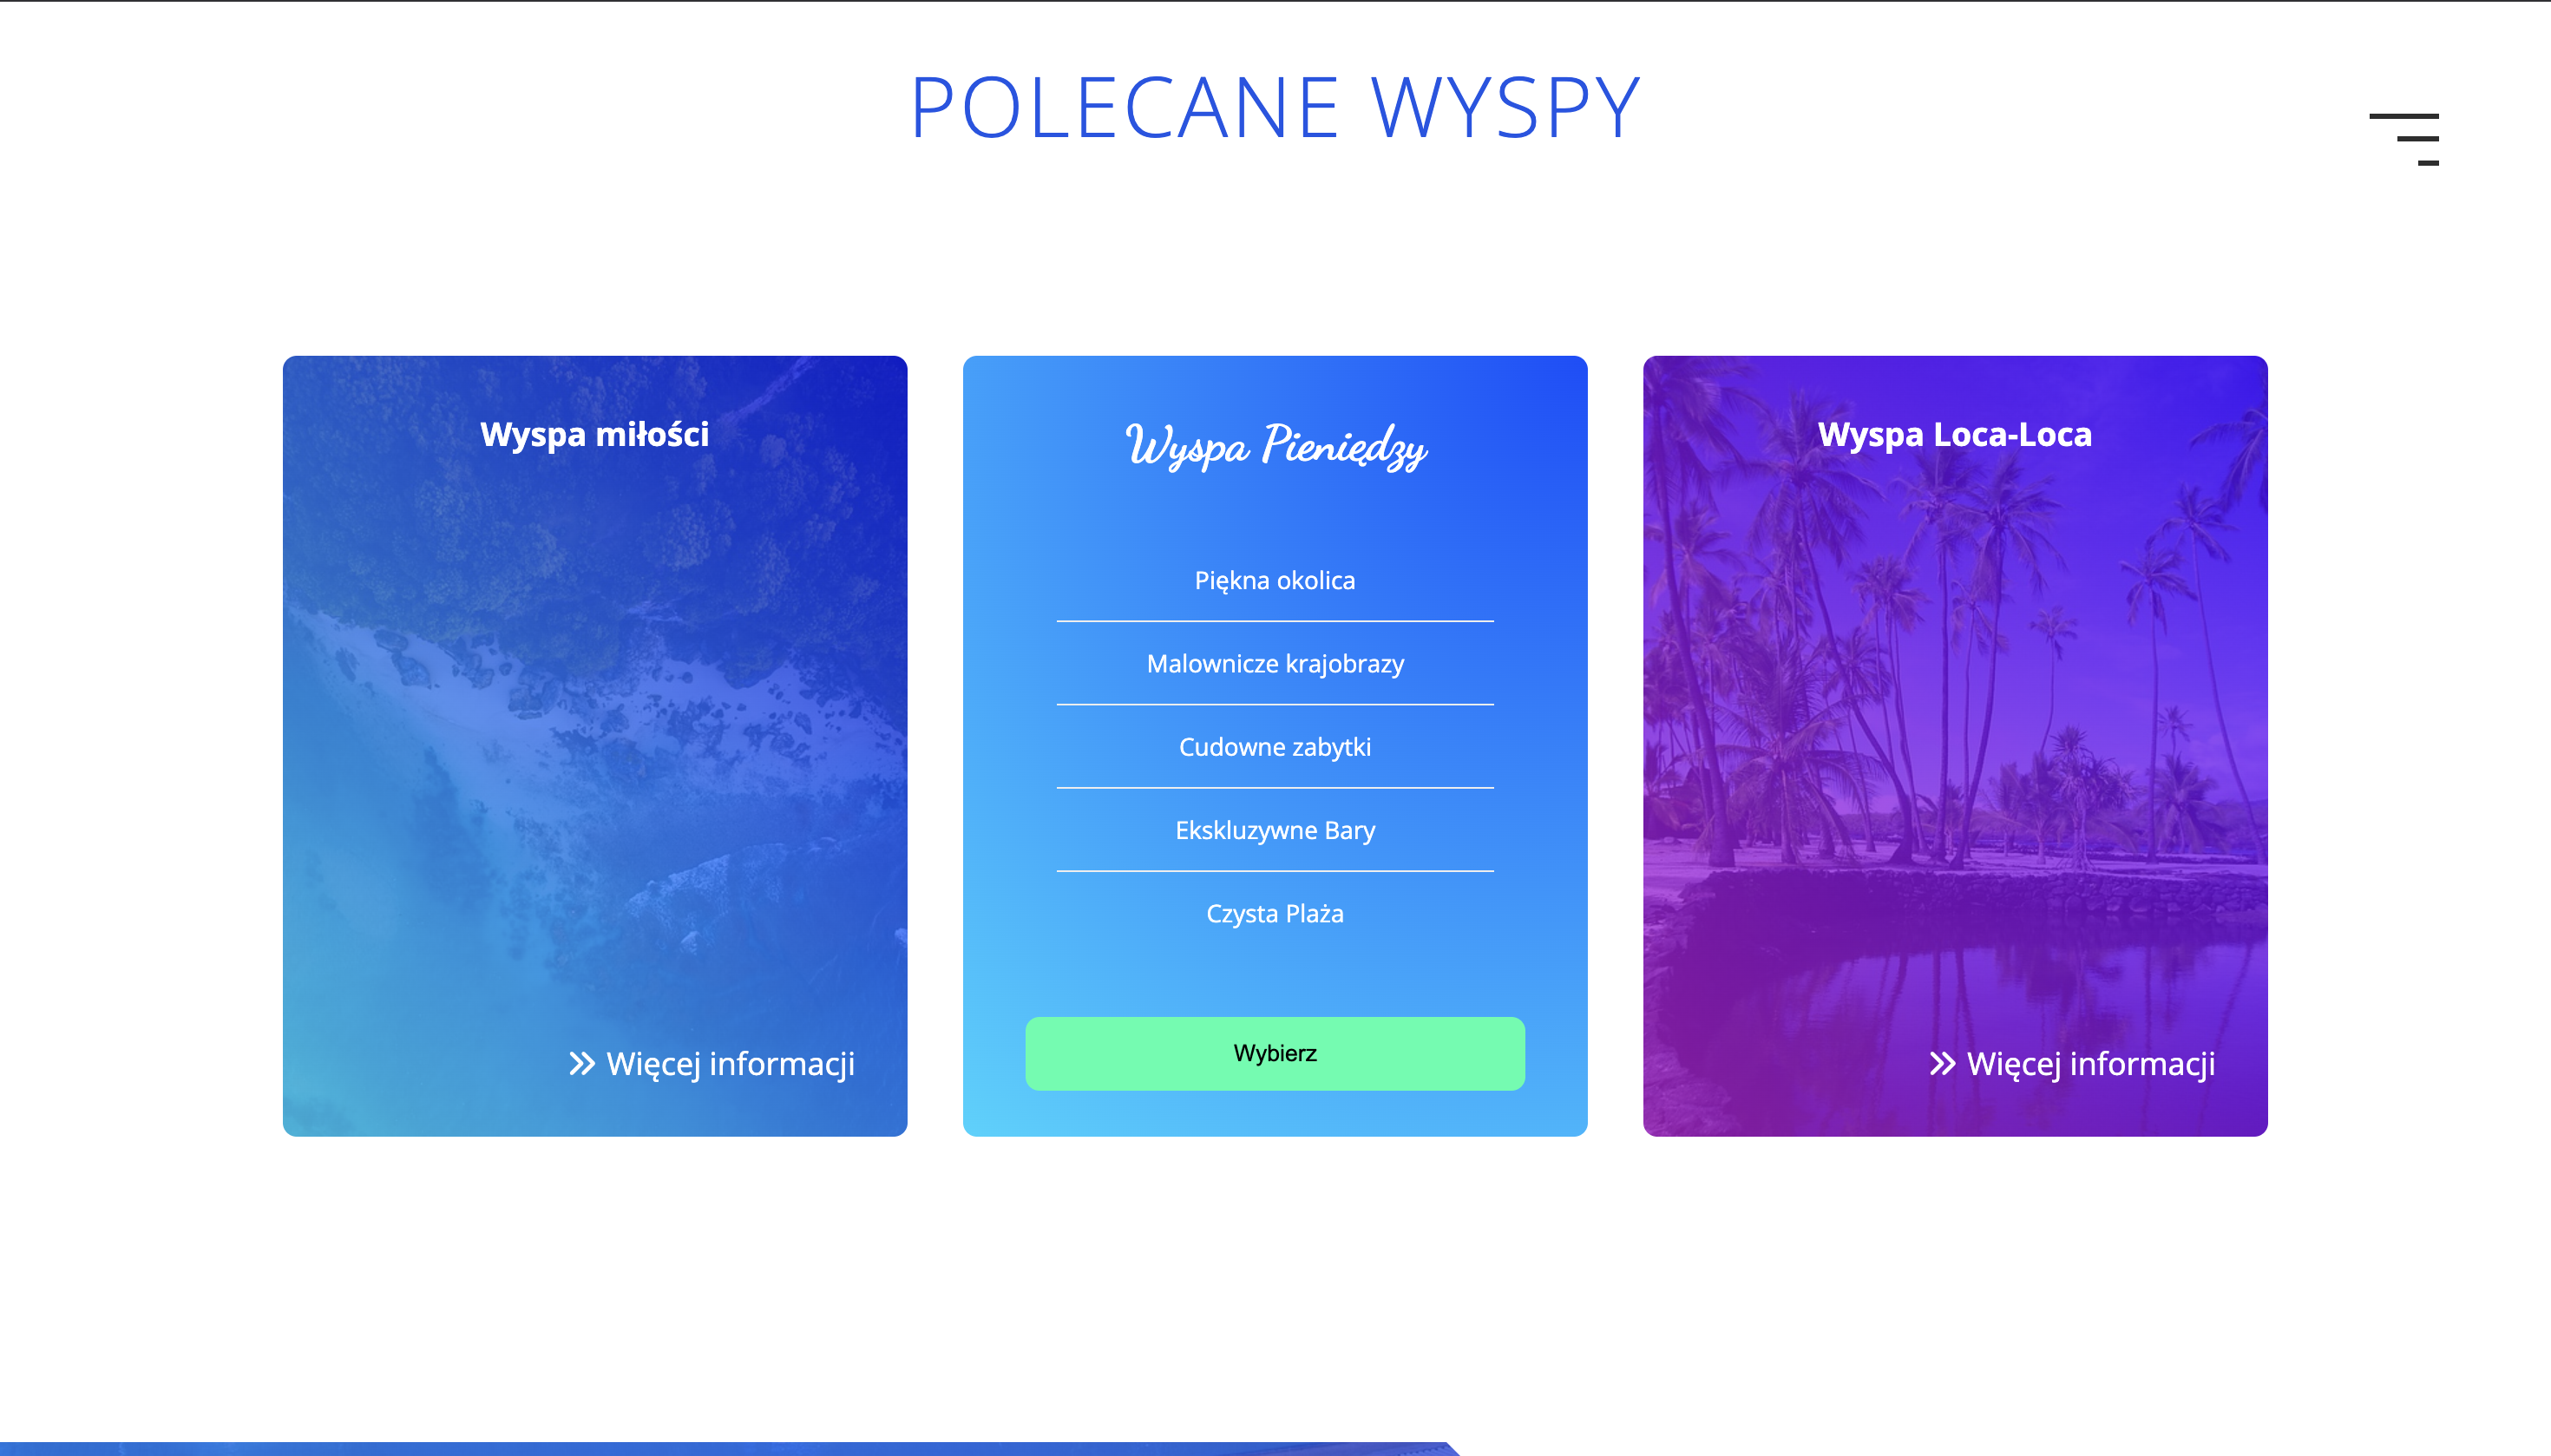 POLECANE WYSPY
Wyspa miłości
Więcej informacji
Wyspa Pieniędzy
Piękna okolica
Malownicze krajobrazy
Cudowne zabytki
Ekskluzywne Bary
Czysta Plaża
Wybierz
Wyspa Loca-Loca
Więcej informacji